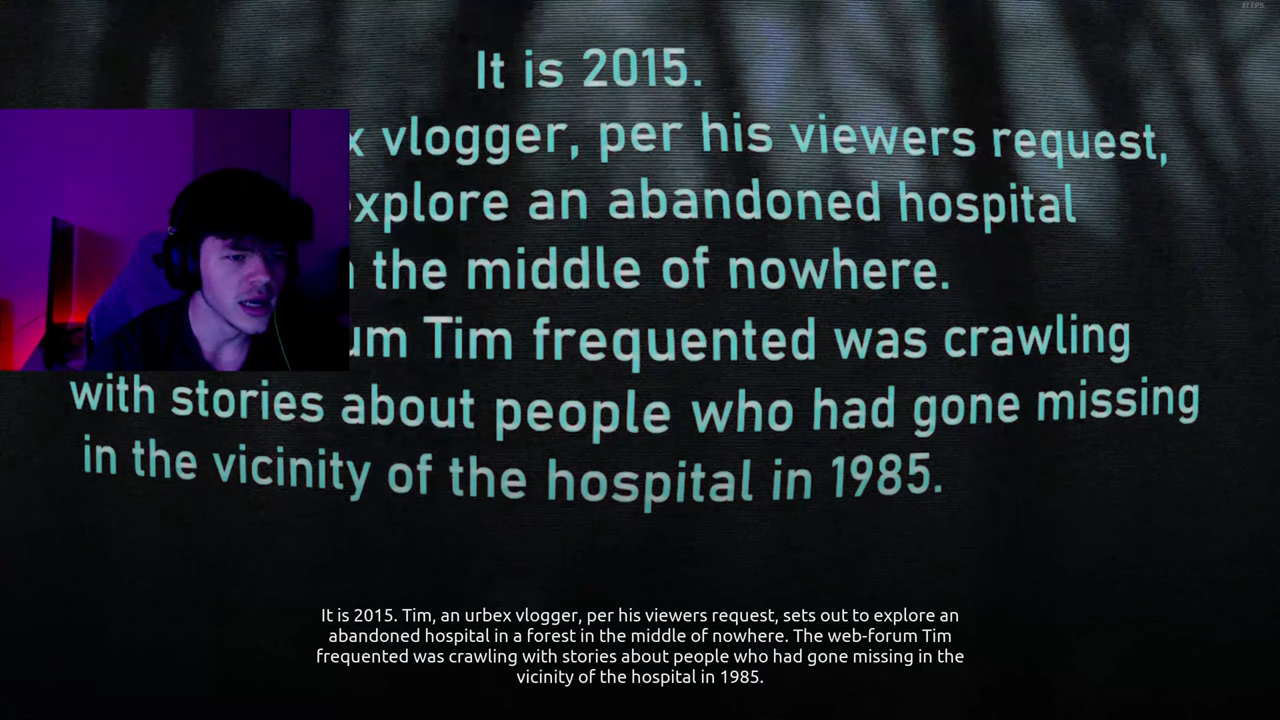 67 FPS
It is 2015.
x vlogger, per his viewers request,
explore an abandoned hospital
the middle of nowhere.
um Tim frequented was crawling
with stories about people who had gone missing
in the vicinity of the hospital in 1985.
It is 2015. Tim, an urbex vlogger, per his viewers request, sets out to explore an
abandoned hospital in a forest in the middle of nowhere. The web-forum Tim
frequented was crawling with stories about people who had gone missing in the
vicinity of the hospital in 1985.